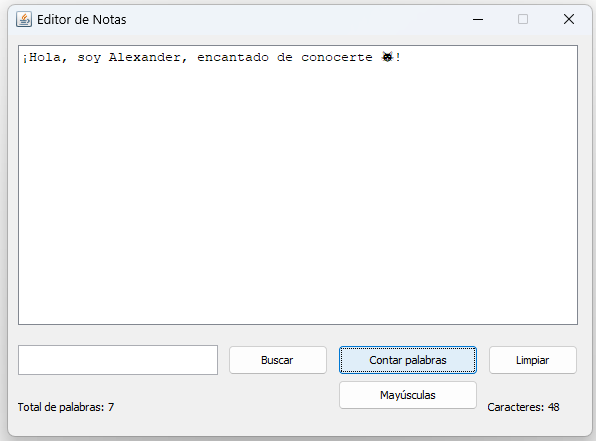 Editor de Notas
¡Hola, soy Alexander, encantado de conocerte 🐱!
Buscar
Contar palabras
Limpiar
Mayúsculas
Total de palabras: 7
Caracteres: 48